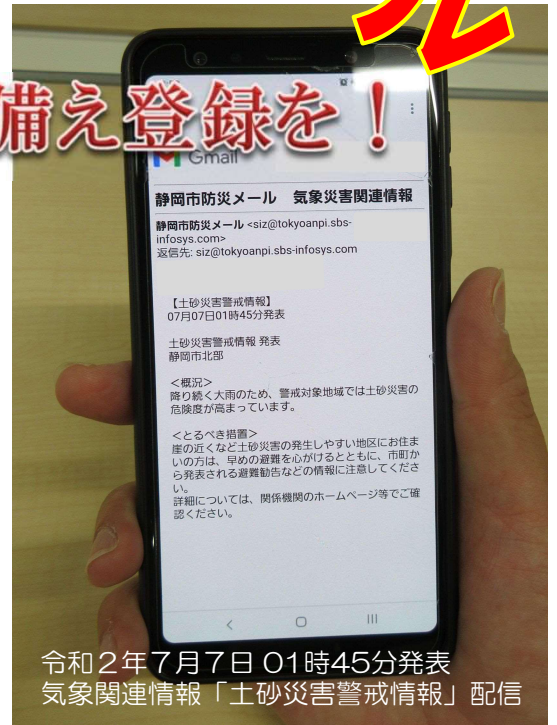 備え登録を！
Gmail
静岡市防災メール　気象災害関連情報
静岡市防災メール <siz@tokyoanpi.sbs-
infosys.com>
返信先: siz@tokyoanpi.sbs-infosys.com
【土砂災害警戒情報】
07月07日01時45分発表
土砂災害警戒情報 発表
静岡市北部
＜概況＞
降り続く大雨のため、警戒対象地域では土砂災害の
危険度が高まっています。
＜とるべき措置＞
崖の近くなど土砂災害の発生しやすい地区にお住ま
いの方は、早めの避難を心がけるとともに、市町か
ら発表される避難勧告などの情報に注意してくださ
い。
詳細については、関係機関のホームページ等でご確
認ください。
令和２年７月７日 01時45分発表
気象関連情報「土砂災害警戒情報」配信